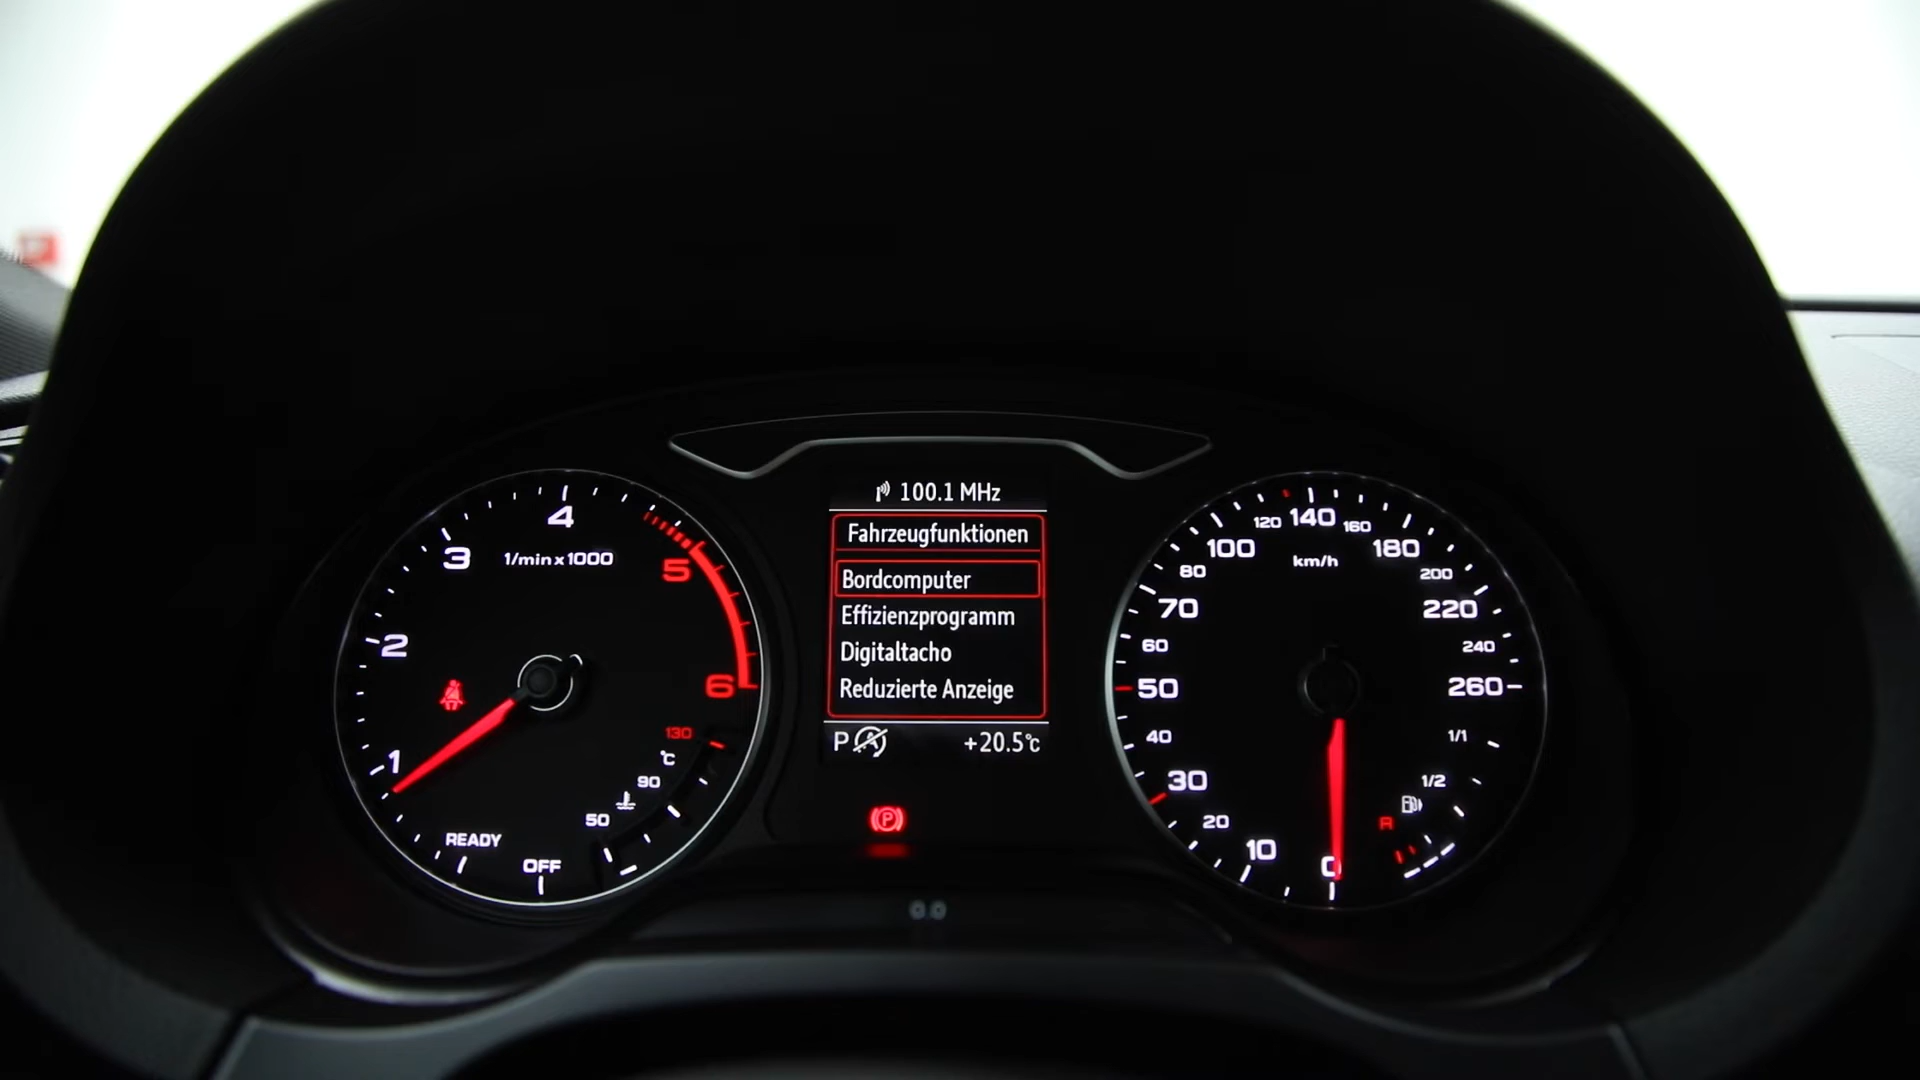 100.1 MHz
Fahrzeugfunktionen
Bordcomputer
Effizienzprogramm
Digitaltacho
Reduzierte Anzeige
P A +20.5°C
1/min x 1000
OFF
READY
1
2
3
4
5
6
130
°C
90
50
km/h
0
10
20
30
40
50
60
70
80
100
120
140
160
180
200
220
240
260
1/1
1/2
R
P
0.0